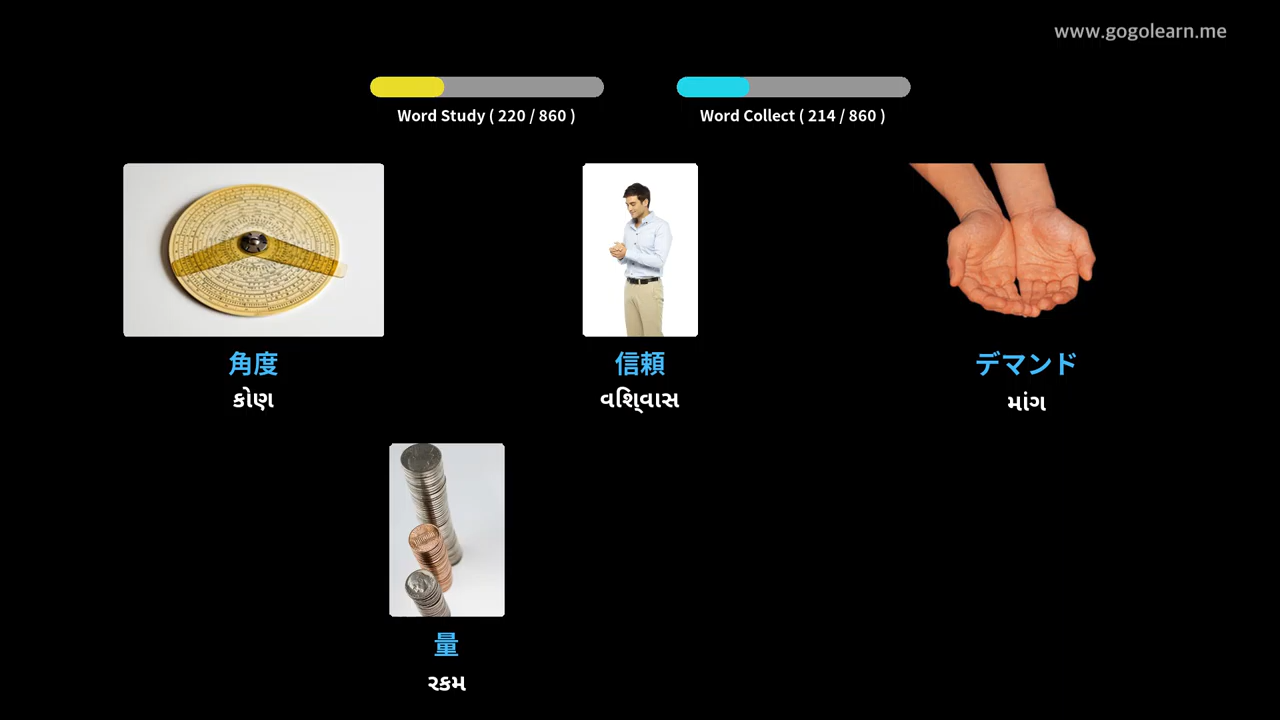 www.gogolearn.me
Word Study ( 220 / 860 )
Word Collect ( 214 / 860 )
角度
કોણ
信頼
વશ્િવાસ
デマンド
માંગ
量
રકમ